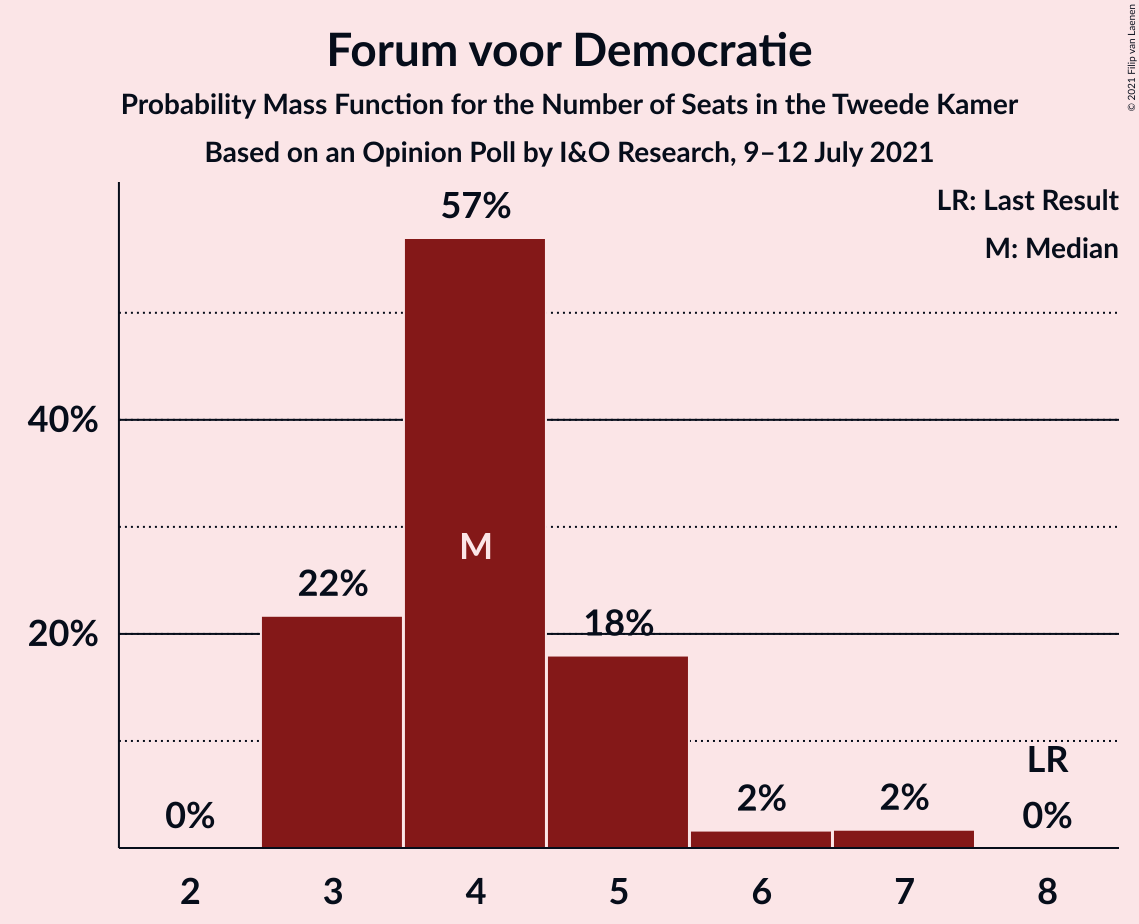 Forum voor Democratie
Probability Mass Function for the Number of Seats in the Tweede Kamer
Based on an Opinion Poll by I&O Research, 9–12 July 2021
© 2021 Filip van Laenen
LR: Last Result
M: Median
57%
40%
M
22%
18%
20%
LR
2%
2%
0%
0%
2 3 4 5 6 7 8